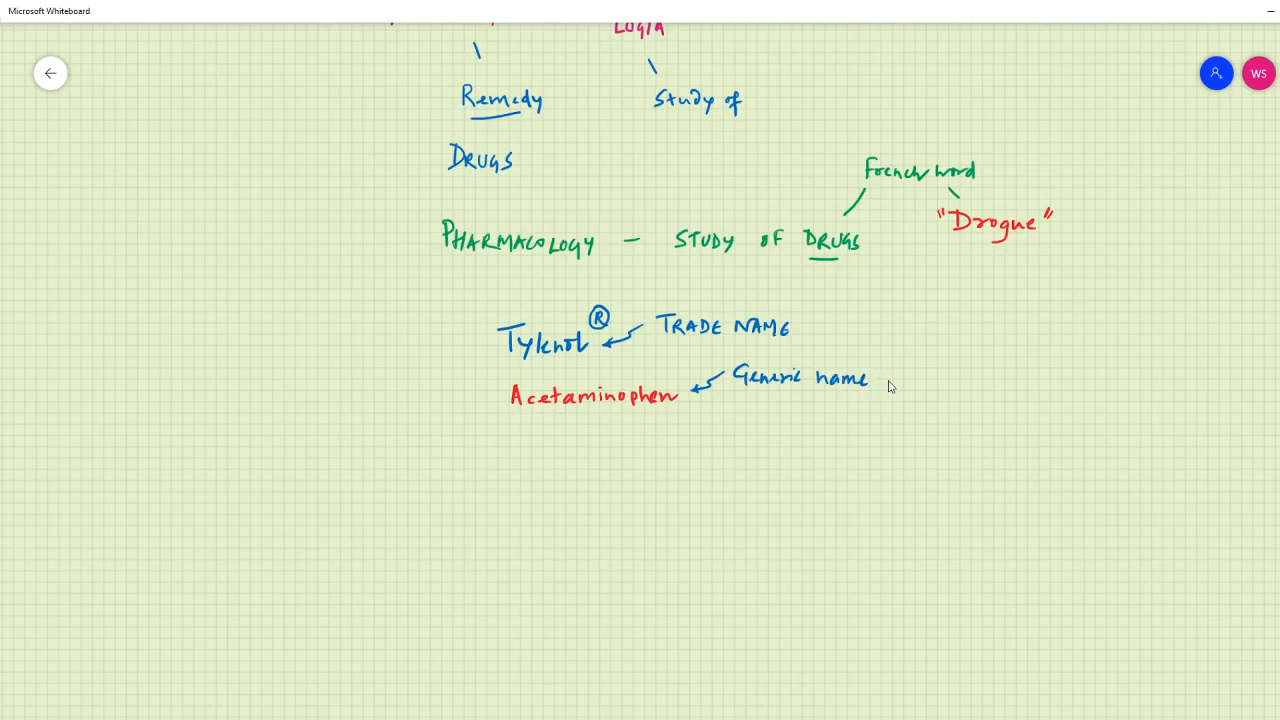 Microsoft Whiteboard
LOGIA
WS
Remedy
Study of
DRUGS
French word
"Drogue"
PHARMACOLOGY – STUDY OF DRUGS
Tylenol ®
TRADE NAME
Generic name
Acetaminophen